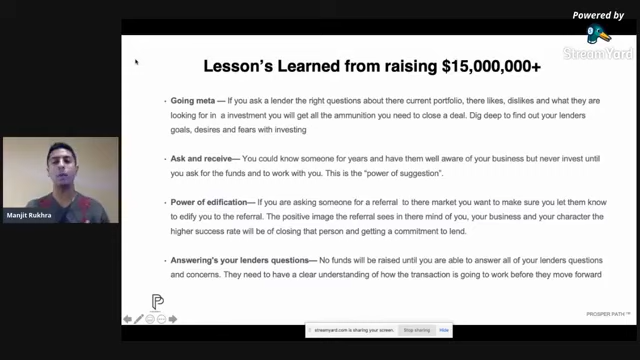 Powered by
StreamYard
Lesson's Learned from raising $15,000,000+
• Going meta — If you ask a lender the right questions about there current portfolio, there likes, dislikes and what they are
looking for in a investment you will get all the ammunition you need to close a deal. Dig deep to find out your lenders
goals, desires and fears with investing
• Ask and receive— You could know someone for years and have them well aware of your business but never invest until
you ask for the funds and to work with you. This is the "power of suggestion".
• Power of edification— If you are asking someone for a referral to there market you want to make sure you let them know
to edify you to the referral. The positive image the referral sees in there mind of you, your business and your character the
higher success rate will be of closing that person and getting a commitment to lend.
• Answering's your lenders questions— No funds will be raised until you are able to answer all of your lenders questions
and concerns. They need to have a clear understanding of how the transaction is going to work before they move forward
Manjit Rukhra
PROSPER PATH™
streamyard.com is sharing your screen.
Stop sharing
Hide